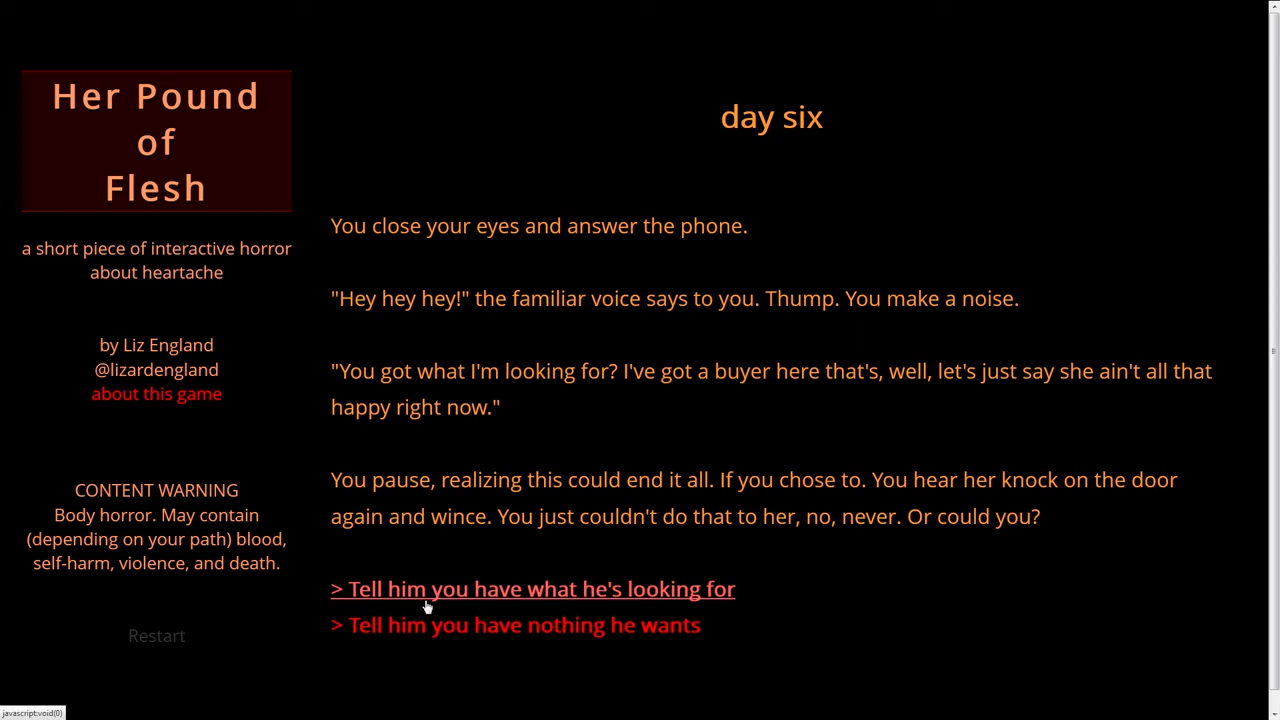 Her Pound
of
Flesh
a short piece of interactive horror
about heartache
by Liz England
@lizardengland
about this game
CONTENT WARNING
Body horror. May contain
(depending on your path) blood,
self-harm, violence, and death.
Restart
day six
You close your eyes and answer the phone.
"Hey hey hey!" the familiar voice says to you. Thump. You make a noise.
"You got what I'm looking for? I've got a buyer here that's, well, let's just say she ain't all that
happy right now."
You pause, realizing this could end it all. If you chose to. You hear her knock on the door
again and wince. You just couldn't do that to her, no, never. Or could you?
> Tell him you have what he's looking for
> Tell him you have nothing he wants
javascript:void(0)